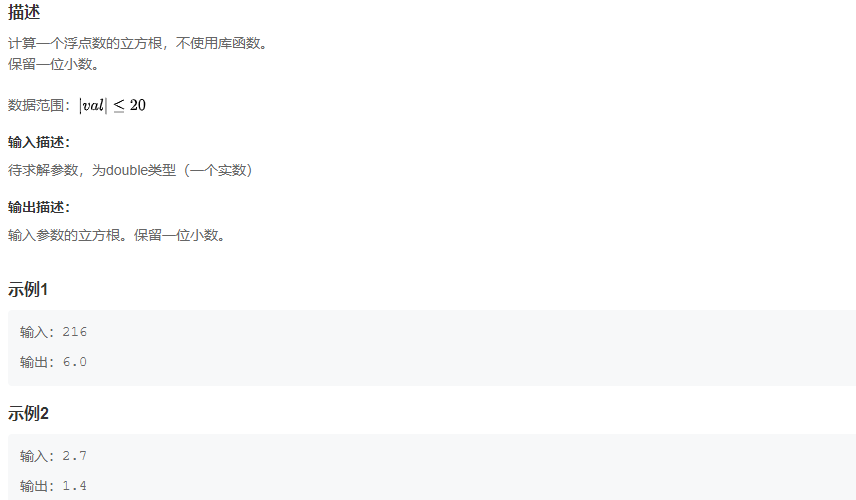 描述
计算一个浮点数的立方根，不使用库函数。
保留一位小数。
数据范围：|val| ≤ 20
输入描述：
待求解参数，为double类型（一个实数）
输出描述：
输入参数的立方根。保留一位小数。
示例1
输入：216
输出：6.0
示例2
输入：2.7
输出：1.4